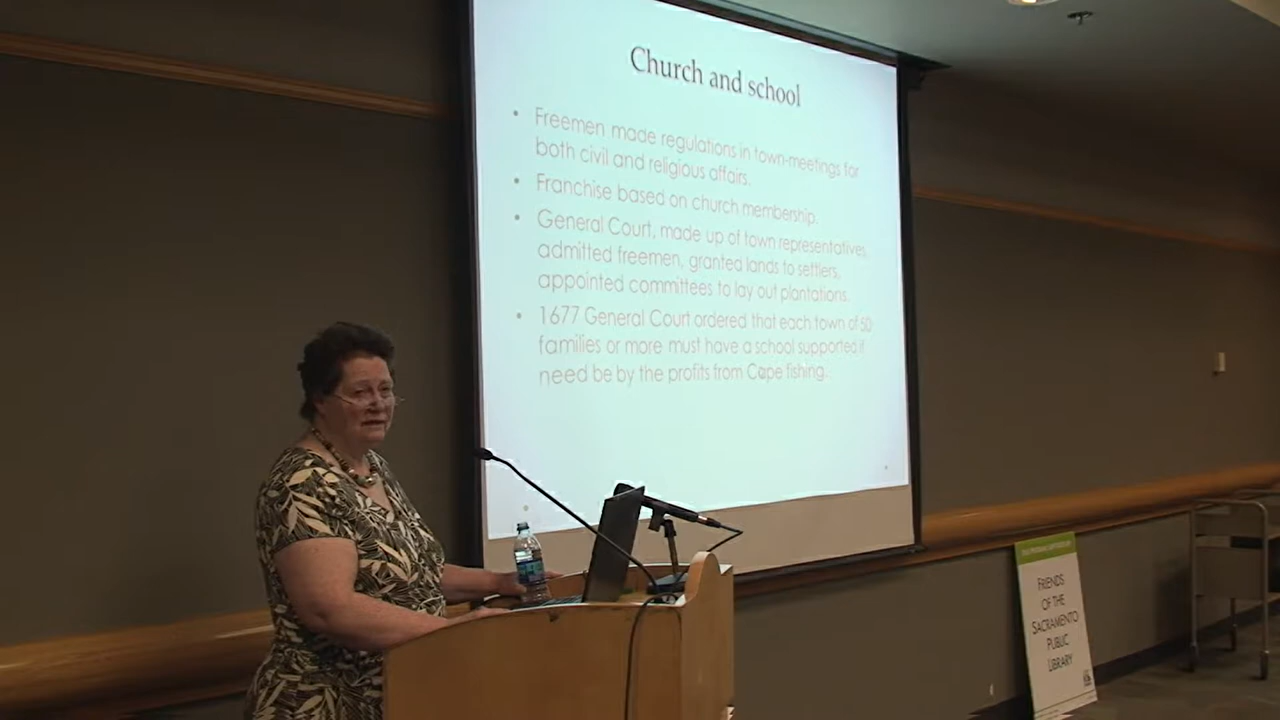 Church and school
• Freemen made regulations in town-meetings for
both civil and religious affairs.
• Franchise based on church membership.
• General Court, made up of town representatives,
admitted freemen, granted lands to settlers,
appointed committees to lay out plantations.
• 1677 General Court ordered that each town of 50
families or more must have a school supported if
need be by the profits from Cape fishing.
FRIENDS
OF THE
SACRAMENTO
PUBLIC
LIBRARY